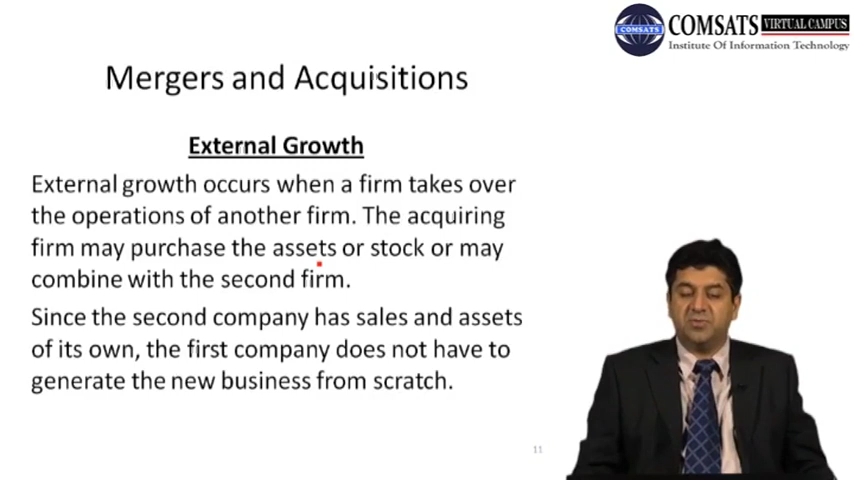 COMSATS VIRTUAL CAMPUS
COMSATS
Institute Of Information Technology
Mergers and Acquisitions
External Growth
External growth occurs when a firm takes over
the operations of another firm. The acquiring
firm may purchase the assets or stock or may
combine with the second firm.
Since the second company has sales and assets
of its own, the first company does not have to
generate the new business from scratch.
11